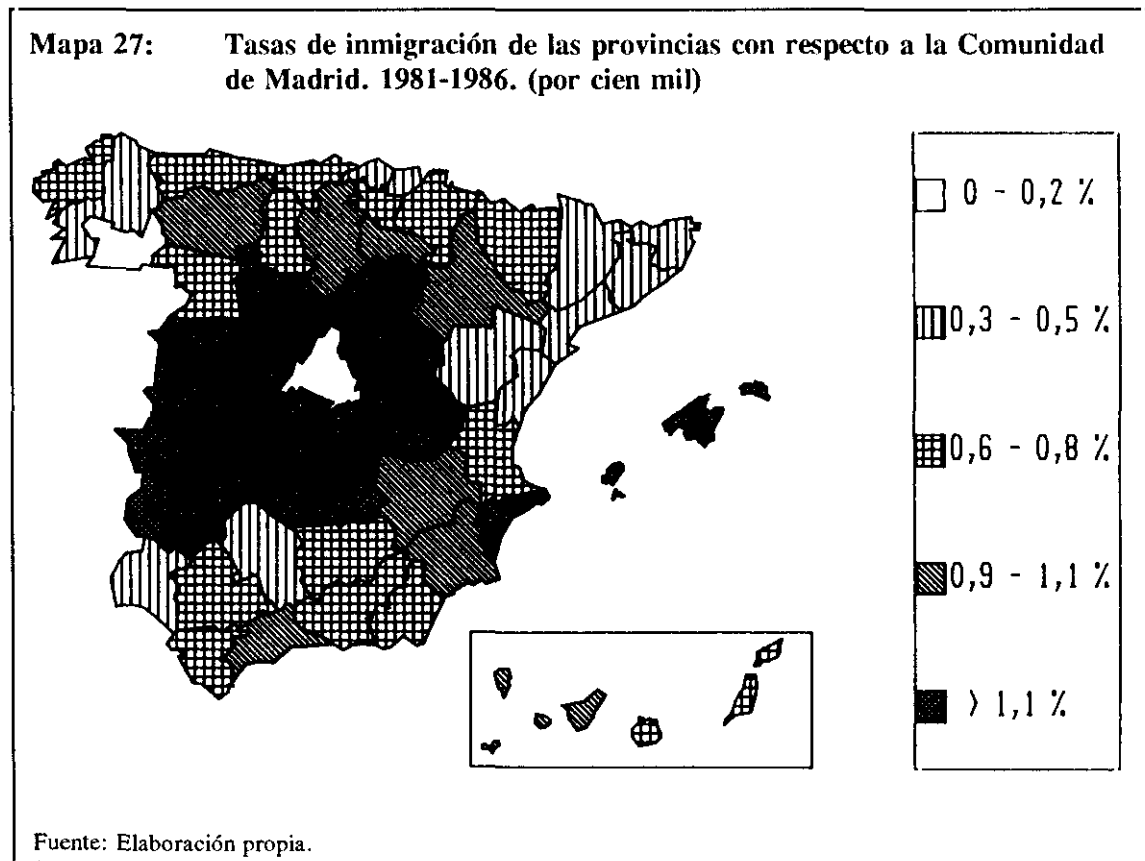 Mapa 27: Tasas de inmigración de las provincias con respecto a la Comunidad
de Madrid. 1981-1986. (por cien mil)
0 - 0,2 %
0,3 - 0,5 %
0,6 - 0,8 %
0,9 - 1,1 %
> 1,1 %
Fuente: Elaboración propia.